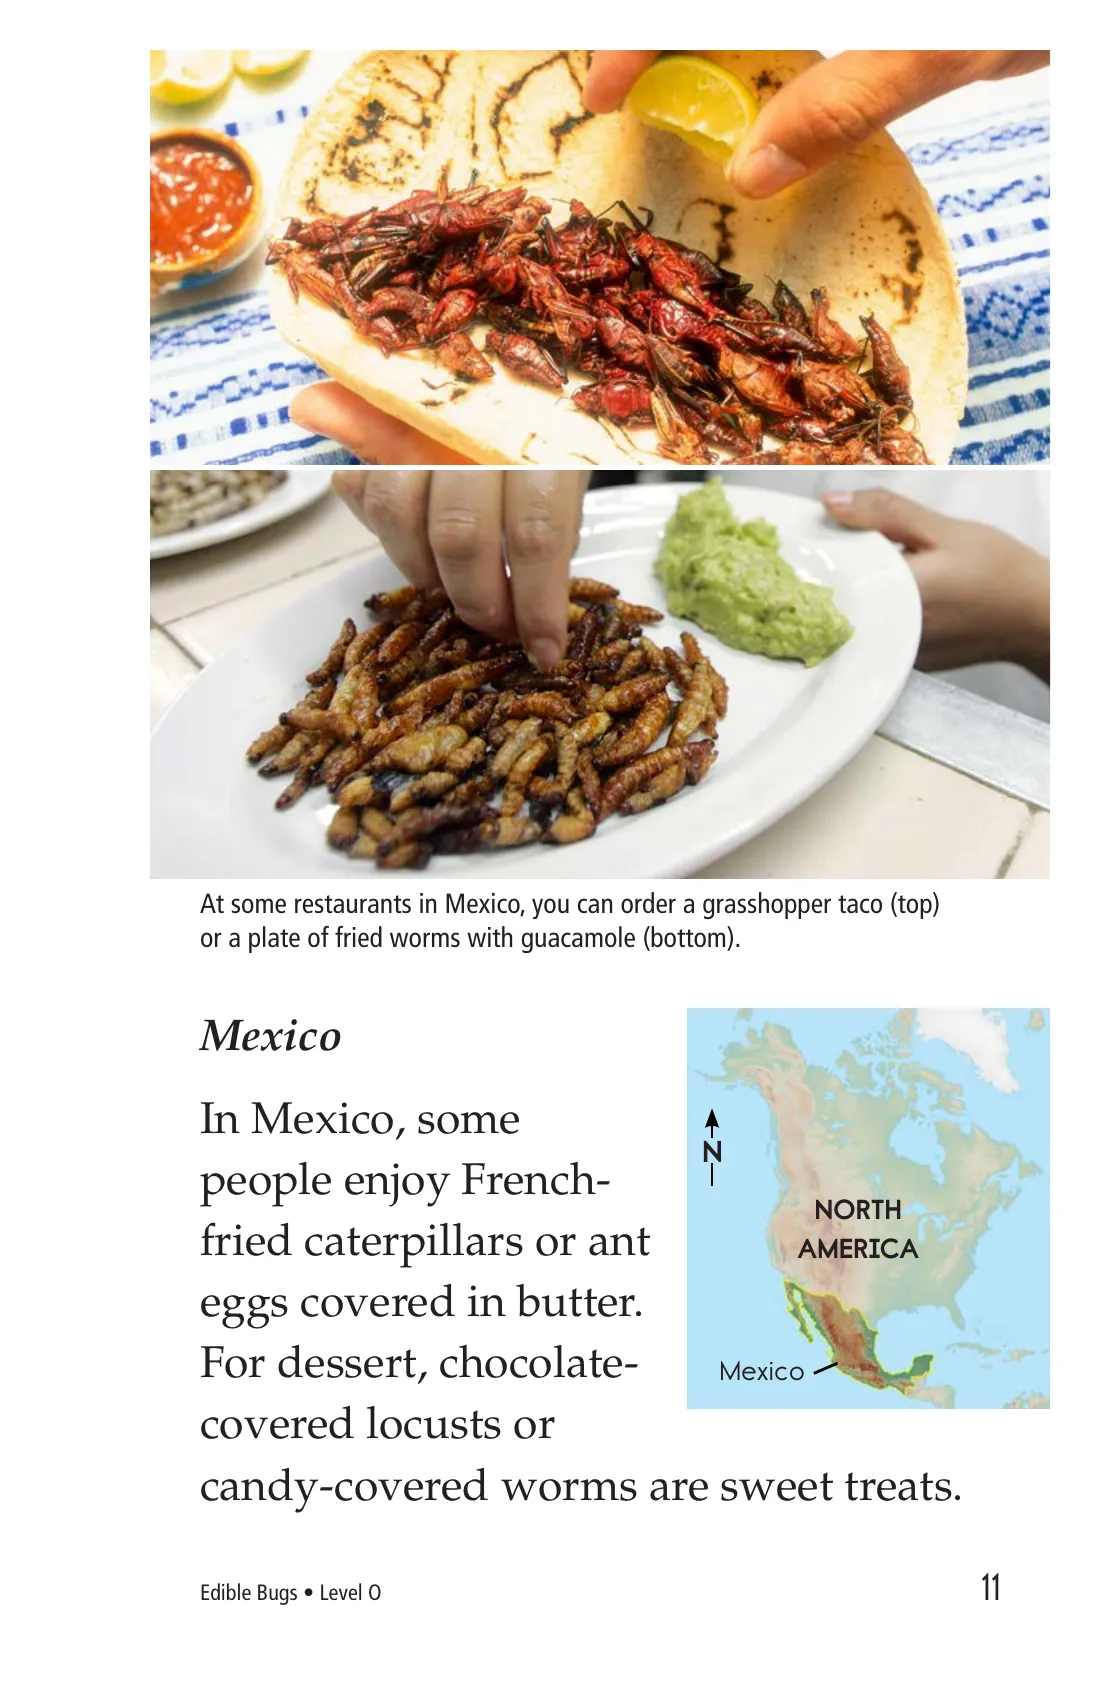 At some restaurants in Mexico, you can order a grasshopper taco (top)
or a plate of fried worms with guacamole (bottom).
Mexico
In Mexico, some
people enjoy French-
fried caterpillars or ant
eggs covered in butter.
For dessert, chocolate-
covered locusts or
candy-covered worms are sweet treats.
N
NORTH
AMERICA
Mexico
Edible Bugs • Level O
11